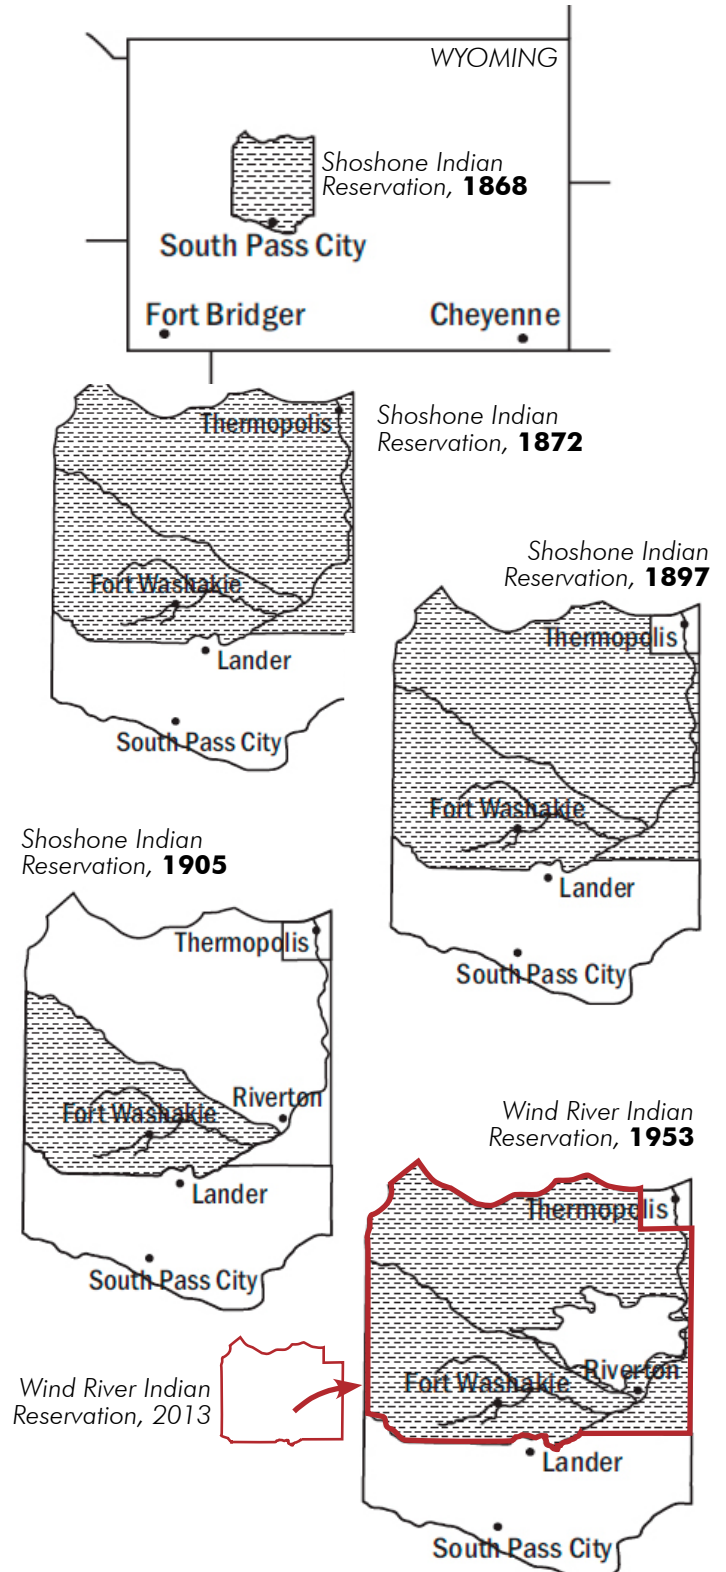 WYOMING
Shoshone Indian
Reservation, 1868
South Pass City
Fort Bridger
Cheyenne
Thermopolis
Shoshone Indian
Reservation, 1872
Fort Washakie
Lander
South Pass City
Shoshone Indian
Reservation, 1897
Thermopolis
Fort Washakie
Lander
South Pass City
Shoshone Indian
Reservation, 1905
Thermopolis
Riverton
Fort Washakie
Lander
South Pass City
Wind River Indian
Reservation, 1953
Thermopolis
Riverton
Fort Washakie
Lander
South Pass City
Wind River Indian
Reservation, 2013